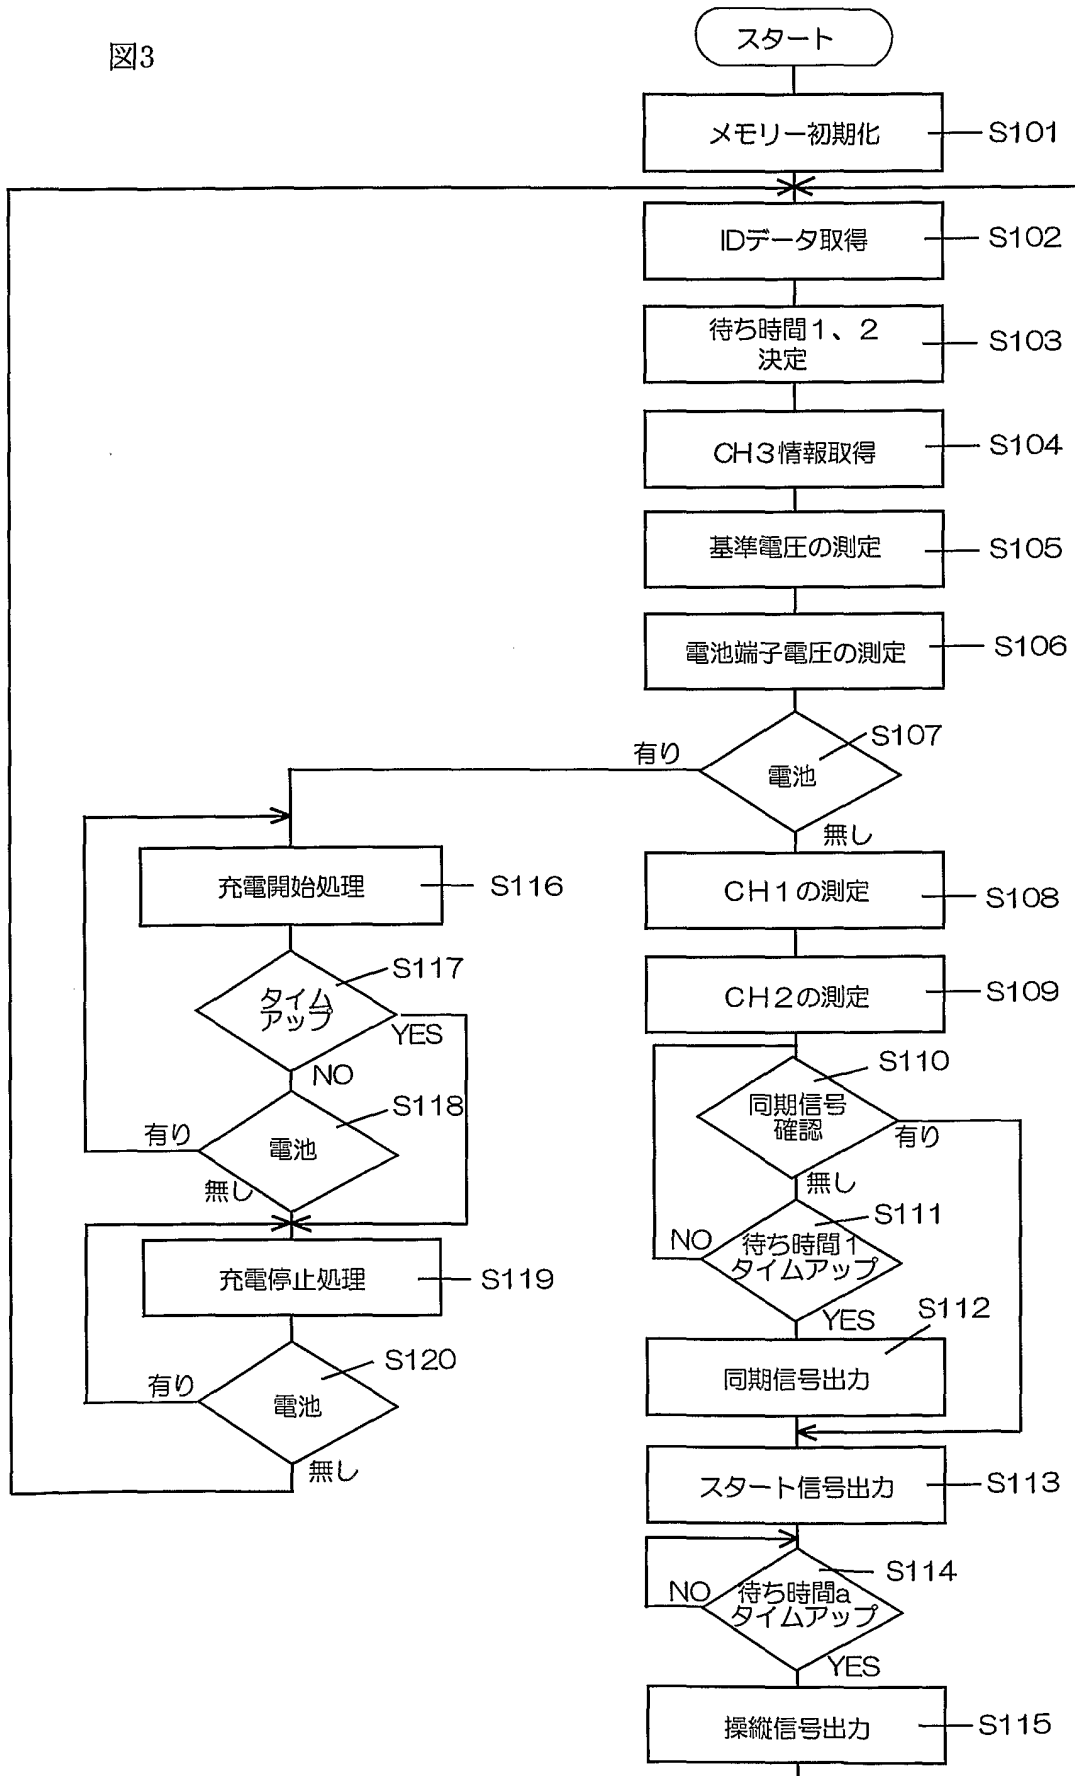 図3
スタート
メモリー初期化
S101
IDデータ取得
S102
待ち時間１、２
決定
S103
CH３情報取得
S104
基準電圧の測定
S105
電池端子電圧の測定
S106
電池
S107
有り
無し
CH１の測定
S108
CH２の測定
S109
同期信号
確認
S110
有り
無し
待ち時間１
タイムアップ
S111
NO
YES
同期信号出力
S112
スタート信号出力
S113
待ち時間a
タイムアップ
S114
NO
YES
操縦信号出力
S115
充電開始処理
S116
タイム
アップ
S117
YES
NO
電池
S118
有り
無し
充電停止処理
S119
電池
S120
有り
無し